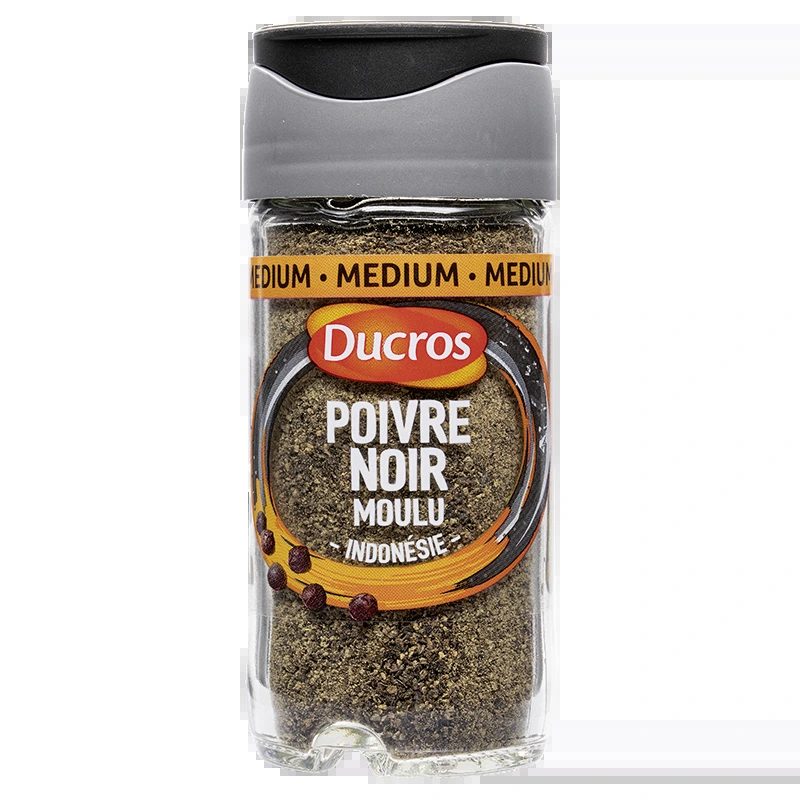 MEDIUM • MEDIUM • MEDIUM
Ducros
POIVRE
NOIR
MOULU
- INDONÉSIE -